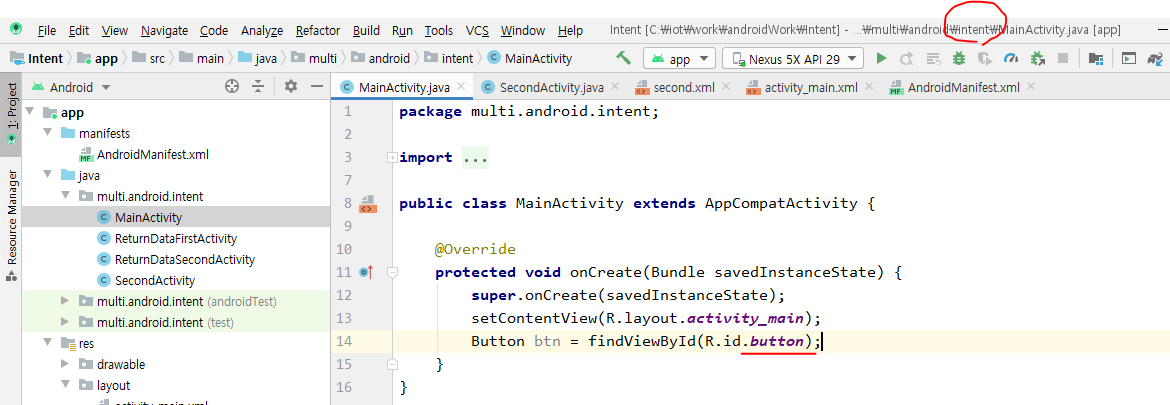 File Edit View Navigate Code Analyze Refactor Build Run Tools VCS Window Help Intent [C:₩iot₩work₩androidWork₩Intent] - ...₩multi₩android₩intent₩MainActivity.java [app]
Intent app src main java multi android intent MainActivity app Nexus 5X API 29
Android MainActivity.java SecondActivity.java second.xml activity_main.xml AndroidManifest.xml
1: Project
Resource Manager
app
manifests
AndroidManifest.xml
java
multi.android.intent
MainActivity
ReturnDataFirstActivity
ReturnDataSecondActivity
SecondActivity
multi.android.intent (androidTest)
multi.android.intent (test)
res
drawable
layout
activity_main.xml
1 package multi.android.intent;
2
3 import ...
7
8 public class MainActivity extends AppCompatActivity {
9
10 @Override
11 protected void onCreate(Bundle savedInstanceState) {
12 super.onCreate(savedInstanceState);
13 setContentView(R.layout.activity_main);
14 Button btn = findViewById(R.id.button);
15 }
16 }